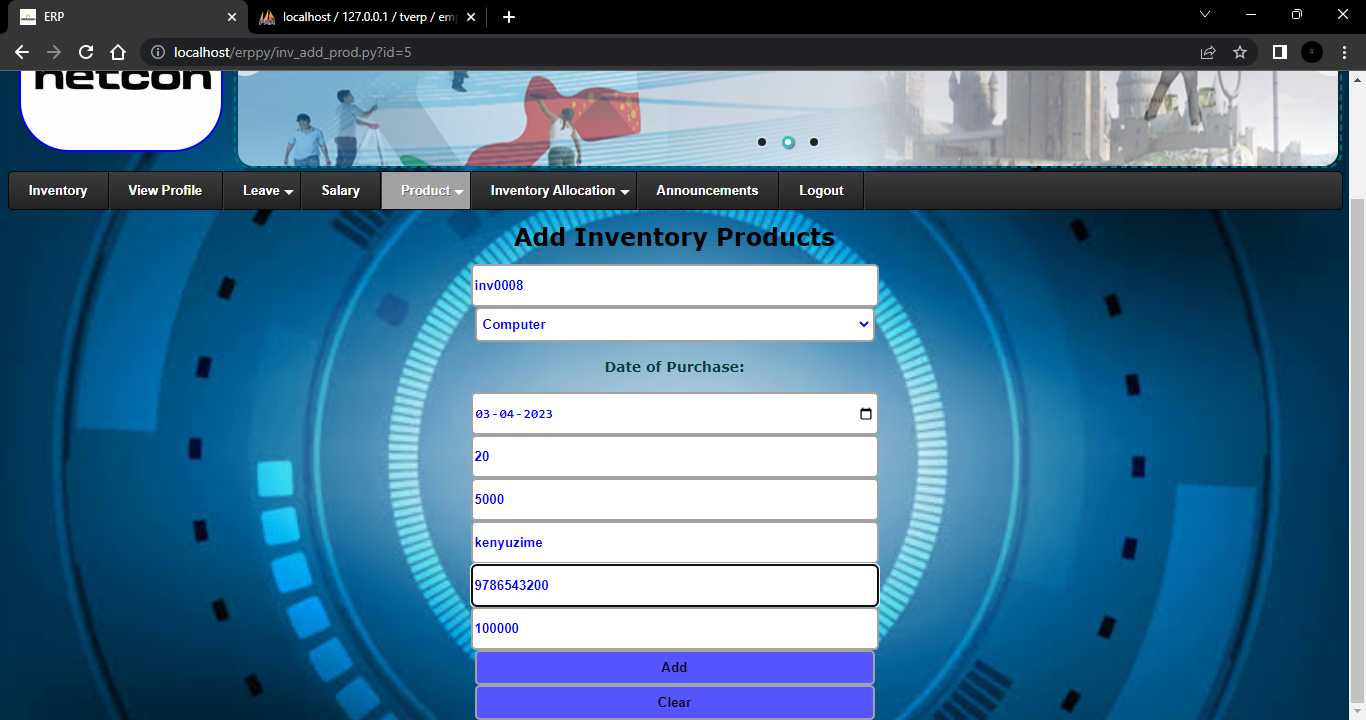 ERP
localhost / 127.0.0.1 / tverp / emp
localhost/erppy/inv_add_prod.py?id=5
netcon
Inventory View Profile Leave Salary Product Inventory Allocation Announcements Logout
Add Inventory Products
inv0008
Computer
Date of Purchase:
03-04-2023
20
5000
kenyuzime
9786543200
100000
Add
Clear